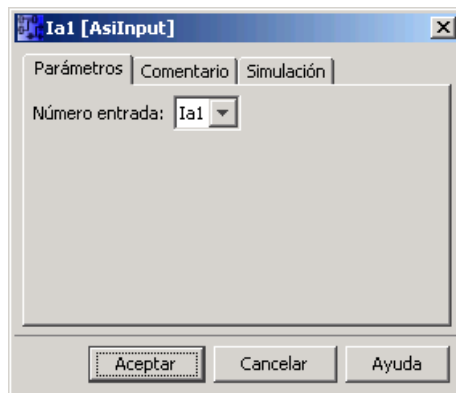 Ia1 [AsiInput]
Parámetros Comentario Simulación
Número entrada: Ia1
Aceptar Cancelar Ayuda